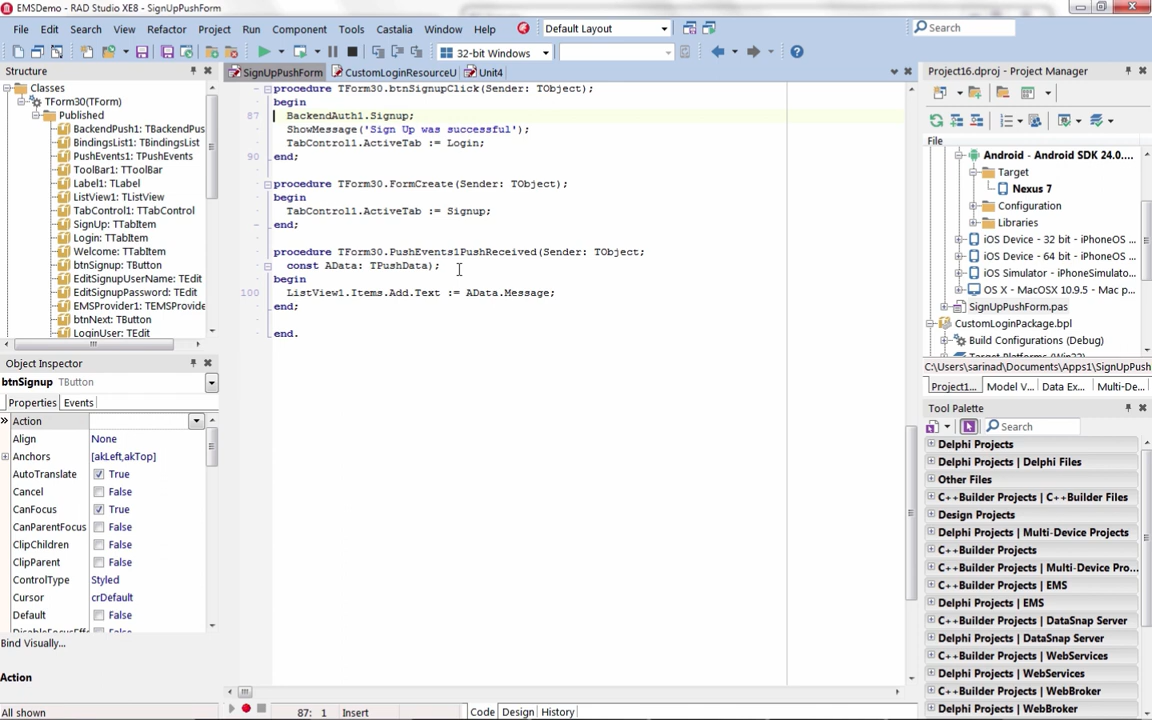 EMSDemo - RAD Studio XE8 - SignUpPushForm
File Edit Search View Refactor Project Run Component Tools Castalia Window Help
Default Layout
Search
32-bit Windows
Structure
Classes
TForm30(TForm)
Published
BackendPush1: TBackendPus
BindingsList1: TBindingsList
PushEvents1: TPushEvents
ToolBar1: TToolBar
Label1: TLabel
ListView1: TListView
TabControl1: TTabControl
SignUp: TTabItem
Login: TTabItem
Welcome: TTabItem
btnSignup: TButton
EditSignupUserName: TEdit
EditSignupPassword: TEdit
EMSProvider1: TEMSProvide
btnNext: TButton
LoginUser: TEdit
Object Inspector
btnSignup TButton
Properties Events
Action
Align None
Anchors [akLeft,akTop]
AutoTranslate True
Cancel False
CanFocus True
CanParentFocus False
ClipChildren False
ClipParent False
ControlType Styled
Cursor crDefault
Default False
Bind Visually...
Action
All shown
SignUpPushForm CustomLoginResourceU Unit4
procedure TForm30.btnSignupClick(Sender: TObject);
begin
87 BackendAuth1.Signup;
ShowMessage('Sign Up was successful');
TabControl1.ActiveTab := Login;
90 end;
procedure TForm30.FormCreate(Sender: TObject);
begin
TabControl1.ActiveTab := Signup;
end;
procedure TForm30.PushEvents1PushReceived(Sender: TObject;
const AData: TPushData);
begin
100 ListView1.Items.Add.Text := AData.Message;
end;
end.
87: 1 Insert Code Design History
Project16.dproj - Project Manager
File
Android - Android SDK 24.0....
Target
Nexus 7
Configuration
Libraries
iOS Device - 32 bit - iPhoneOS ...
iOS Device - 64 bit - iPhoneOS ...
iOS Simulator - iPhoneOS ...
OS X - MacOSX 10.9.5 - Mac p...
SignUpPushForm.pas
CustomLoginPackage.bpl
Build Configurations (Debug)
C:\Users\sarinad\Documents\Apps1\SignUpPush
Project1... Model V... Data Ex... Multi-De...
Tool Palette
Search
Delphi Projects
Delphi Projects | Delphi Files
Other Files
C++Builder Projects | C++Builder Files
Design Projects
Delphi Projects | Multi-Device Projects
C++Builder Projects
C++Builder Projects | Multi-Device Pro...
C++Builder Projects | EMS
Delphi Projects | EMS
C++Builder Projects | DataSnap Server
Delphi Projects | DataSnap Server
C++Builder Projects | WebServices
Delphi Projects | WebServices
C++Builder Projects | WebBroker
Delphi Projects | WebBroker